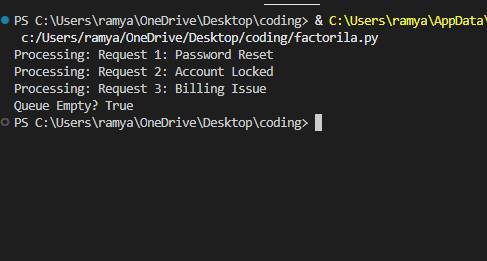 PS C:\Users\ramya\OneDrive\Desktop\coding> & C:\Users\ramya\AppData\
c:/Users/ramya/OneDrive/Desktop/coding/factorila.py
Processing: Request 1: Password Reset
Processing: Request 2: Account Locked
Processing: Request 3: Billing Issue
Queue Empty? True
PS C:\Users\ramya\OneDrive\Desktop\coding>